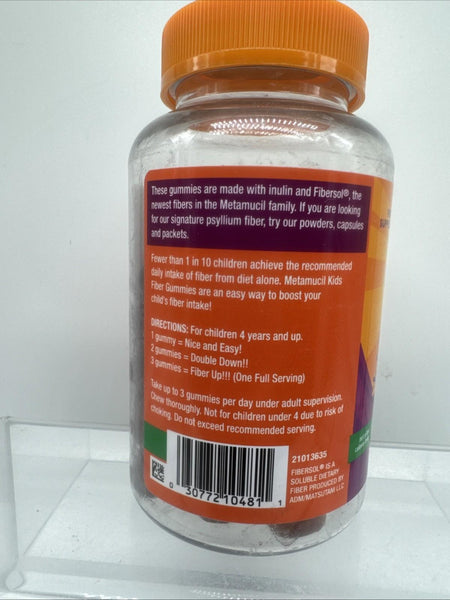 These gummies are made with inulin and Fibersol®, the
newest fibers in the Metamucil family. If you are looking
for our signature psyllium fiber, try our powders, capsules
and packets.
Fewer than 1 in 10 children achieve the recommended
daily intake of fiber from diet alone. Metamucil Kids
Fiber Gummies are an easy way to boost your
child's fiber intake!
DIRECTIONS: For children 4 years and up.
1 gummy = Nice and Easy!
2 gummies = Double Down!!
3 gummies = Fiber Up!!! (One Full Serving)
Take up to 3 gummies per day under adult supervision.
Chew thoroughly. Not for children under 4 due to risk of
choking. Do not exceed recommended serving.
21013635
FIBERSOL® IS A
SOLUBLE DIETARY
FIBER PRODUCED BY
ADM/MATSUTANI LLC
0 30772 10481 1